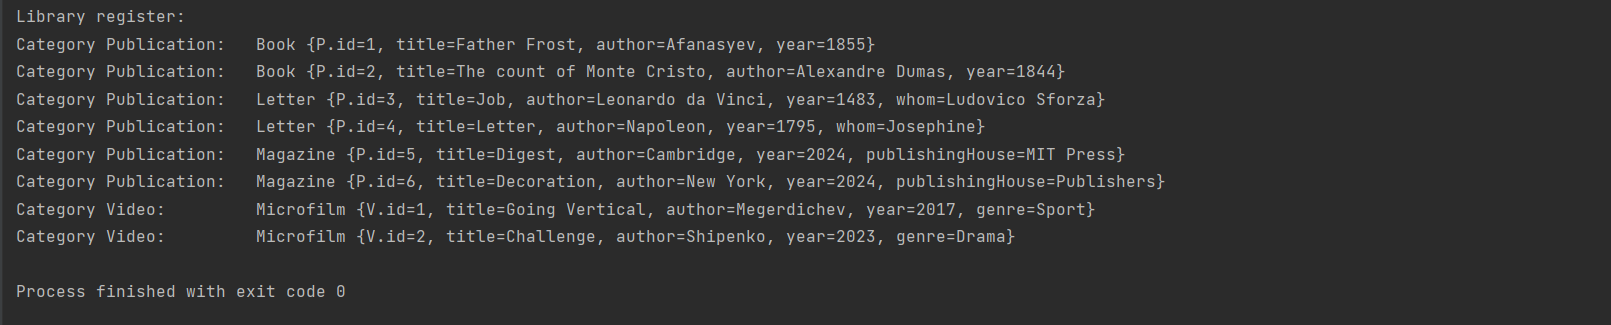 Library register:
Category Publication:   Book {P.id=1, title=Father Frost, author=Afanasyev, year=1855}
Category Publication:   Book {P.id=2, title=The count of Monte Cristo, author=Alexandre Dumas, year=1844}
Category Publication:   Letter {P.id=3, title=Job, author=Leonardo da Vinci, year=1483, whom=Ludovico Sforza}
Category Publication:   Letter {P.id=4, title=Letter, author=Napoleon, year=1795, whom=Josephine}
Category Publication:   Magazine {P.id=5, title=Digest, author=Cambridge, year=2024, publishingHouse=MIT Press}
Category Publication:   Magazine {P.id=6, title=Decoration, author=New York, year=2024, publishingHouse=Publishers}
Category Video:         Microfilm {V.id=1, title=Going Vertical, author=Megerdichev, year=2017, genre=Sport}
Category Video:         Microfilm {V.id=2, title=Challenge, author=Shipenko, year=2023, genre=Drama}
Process finished with exit code 0